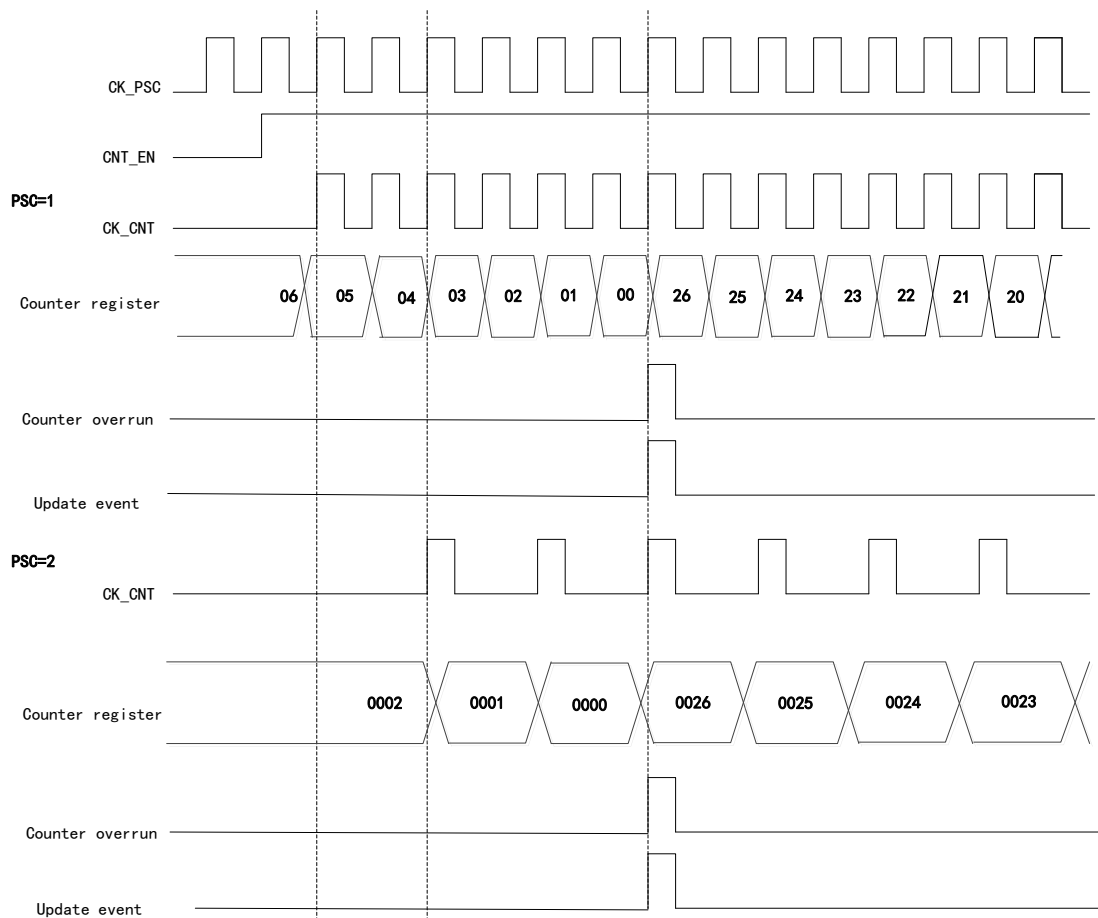 CK_PSC
CNT_EN
PSC=1
CK_CNT
Counter register 06 05 04 03 02 01 00 26 25 24 23 22 21 20
Counter overrun
Update event
PSC=2
CK_CNT
Counter register 0002 0001 0000 0026 0025 0024 0023
Counter overrun
Update event